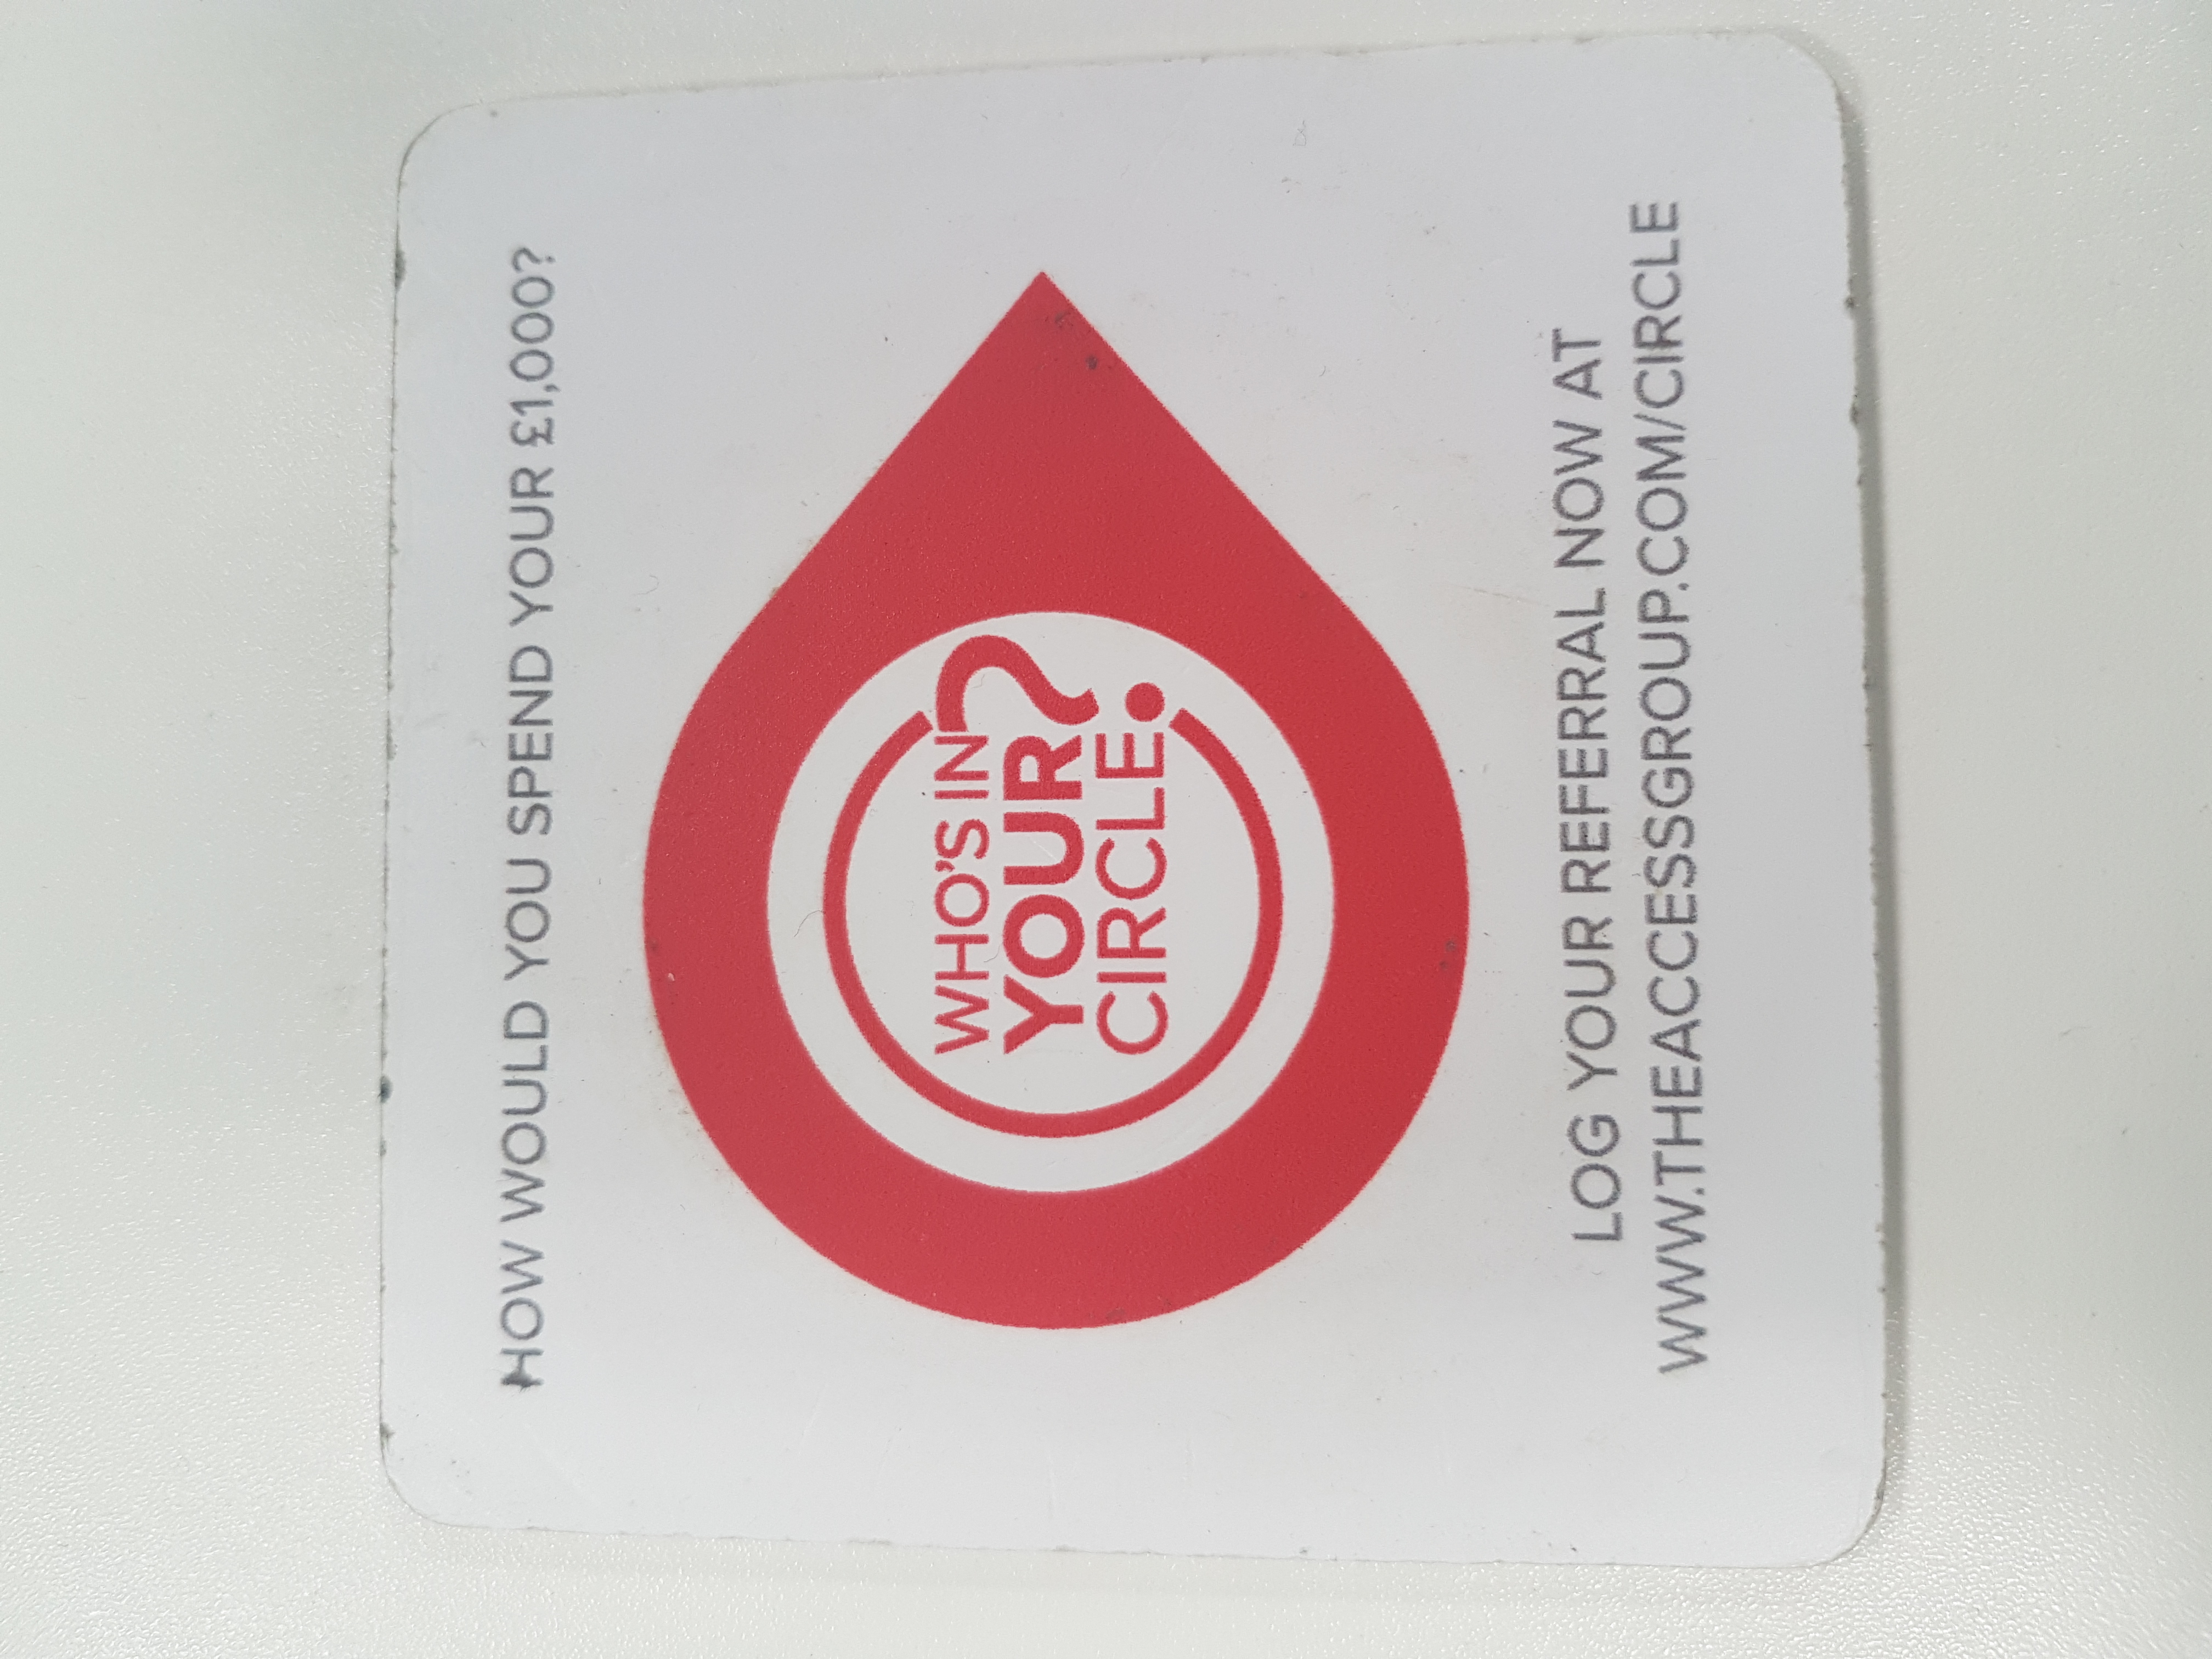 HOW WOULD YOU SPEND YOUR £1,000?
WHO'S IN
YOUR
CIRCLE?
LOG YOUR REFERRAL NOW AT
WWW.THEACCESSGROUP.COM/CIRCLE